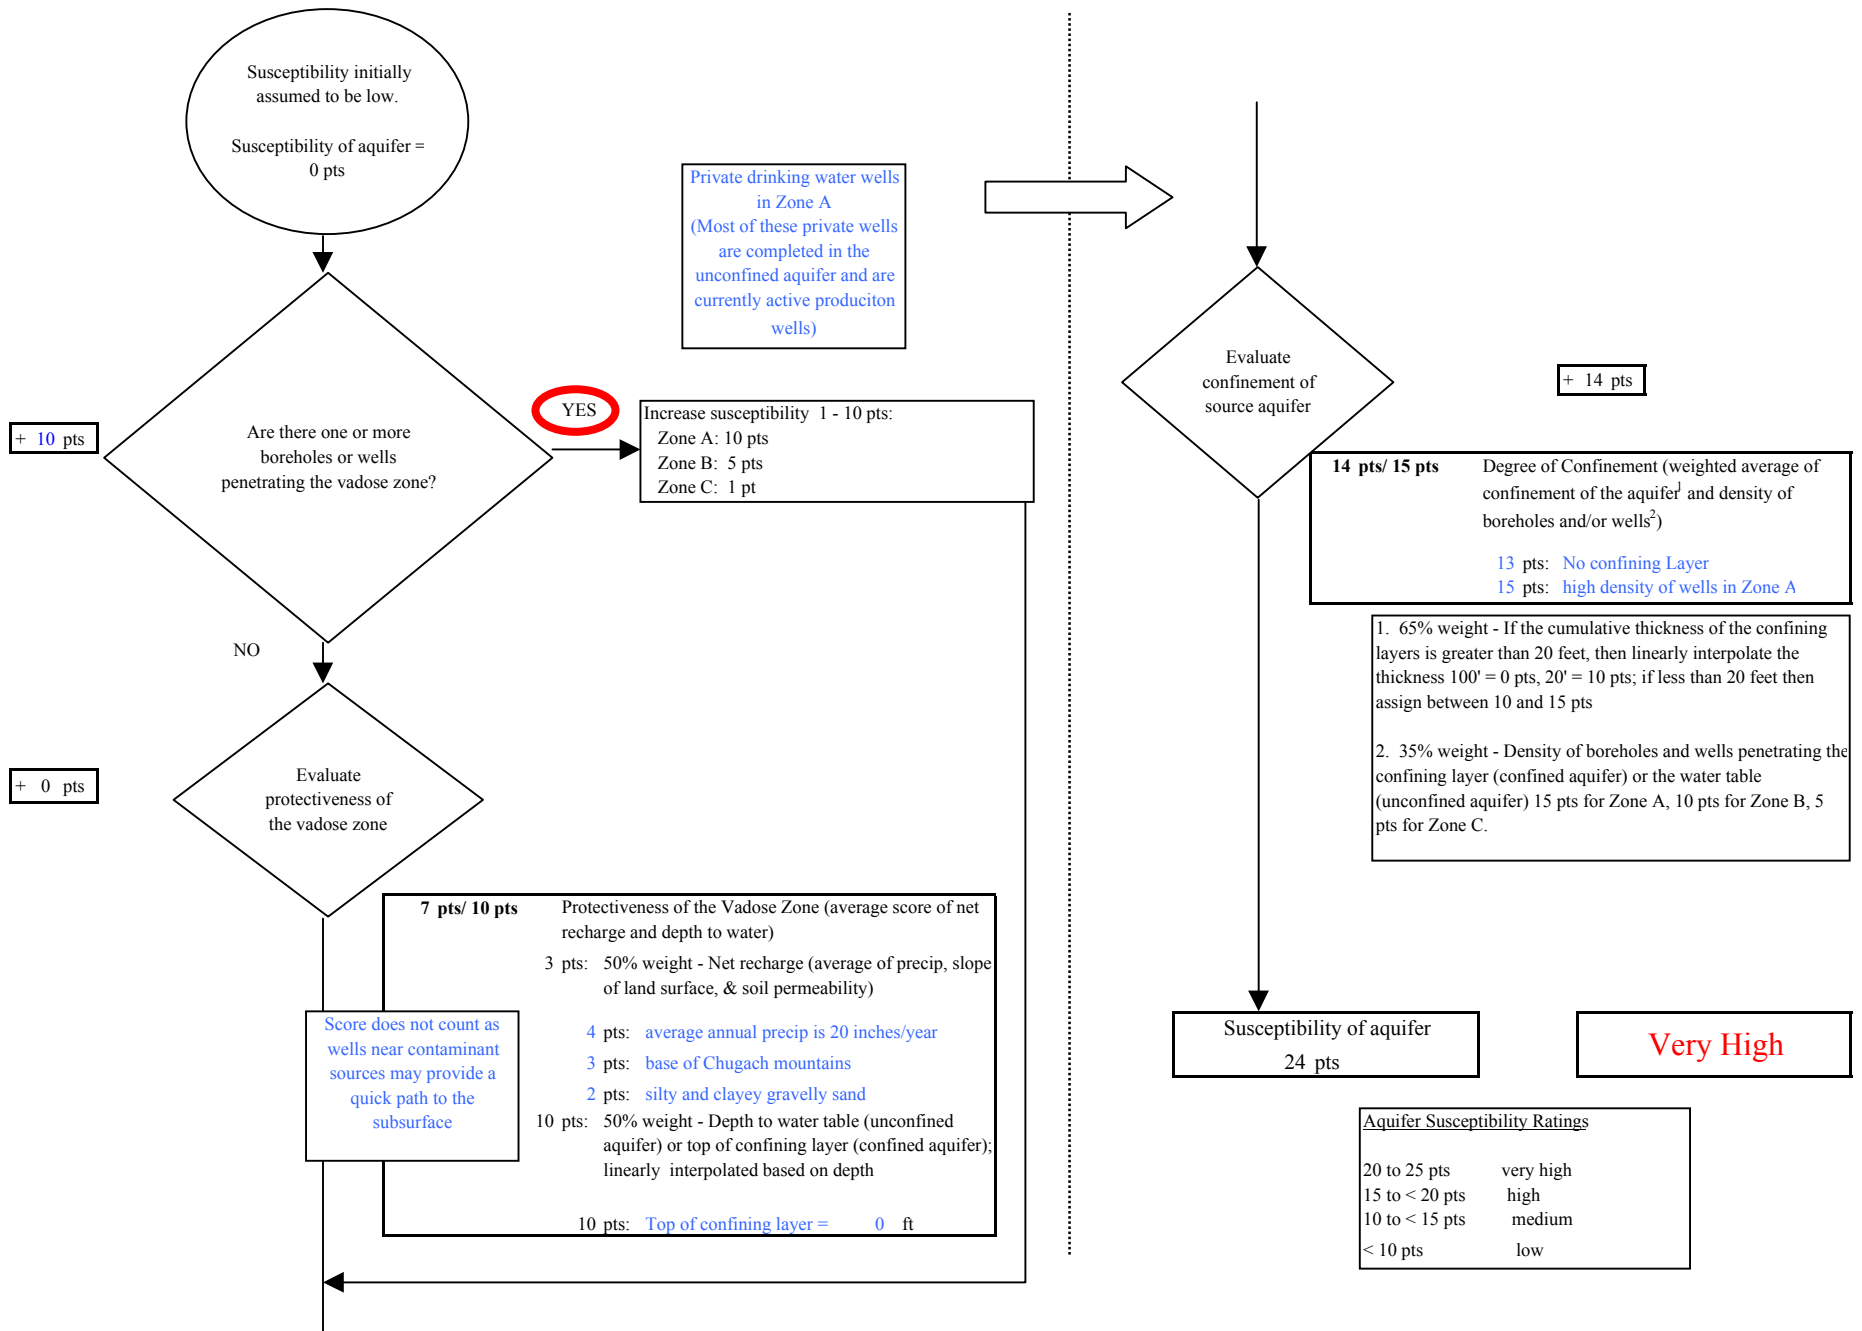 Susceptibility initially
assumed to be low.
Susceptibility of aquifer =
0 pts
Private drinking water wells
in Zone A
(Most of these private wells
are completed in the
unconfined aquifer and are
currently active produciton
wells)
YES
+ 10 pts
Are there one or more
boreholes or wells
penetrating the vadose zone?
Increase susceptibility 1 - 10 pts:
Zone A: 10 pts
Zone B: 5 pts
Zone C: 1 pt
NO
+ 0 pts
Evaluate
protectiveness of
the vadose zone
7 pts/ 10 pts Protectiveness of the Vadose Zone (average score of net
recharge and depth to water)
3 pts: 50% weight - Net recharge (average of precip, slope
of land surface, & soil permeability)
4 pts: average annual precip is 20 inches/year
3 pts: base of Chugach mountains
2 pts: silty and clayey gravelly sand
10 pts: 50% weight - Depth to water table (unconfined
aquifer) or top of confining layer (confined aquifer);
linearly interpolated based on depth
10 pts: Top of confining layer = 0 ft
Score does not count as
wells near contaminant
sources may provide a
quick path to the
subsurface
Evaluate
confinement of
source aquifer
+ 14 pts
14 pts/ 15 pts Degree of Confinement (weighted average of
confinement of the aquifer1 and density of
boreholes and/or wells2)
13 pts: No confining Layer
15 pts: high density of wells in Zone A
1. 65% weight - If the cumulative thickness of the confining
layers is greater than 20 feet, then linearly interpolate the
thickness 100' = 0 pts, 20' = 10 pts; if less than 20 feet then
assign between 10 and 15 pts
2. 35% weight - Density of boreholes and wells penetrating the
confining layer (confined aquifer) or the water table
(unconfined aquifer) 15 pts for Zone A, 10 pts for Zone B, 5
pts for Zone C.
Susceptibility of aquifer
24 pts
Very High
Aquifer Susceptibility Ratings
20 to 25 pts very high
15 to < 20 pts high
10 to < 15 pts medium
< 10 pts low